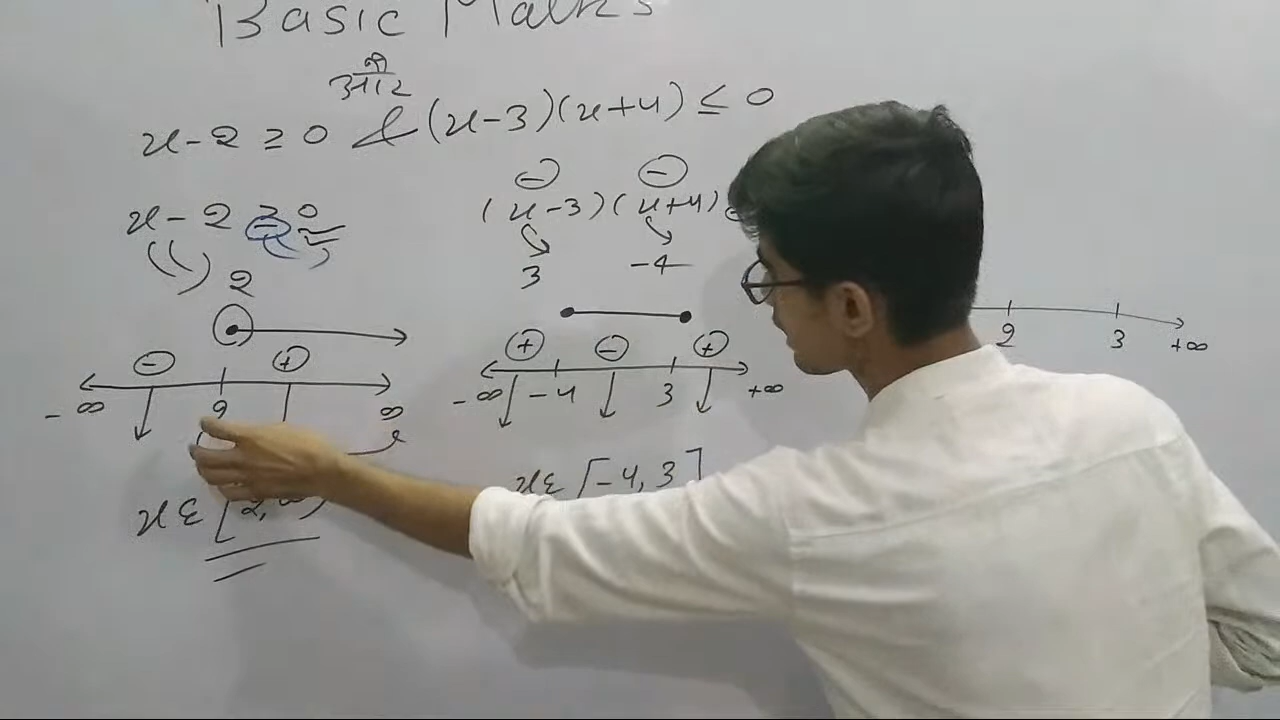 Basic Maths
और
x-2 ≥ 0 & (x-3)(x+4) ≤ 0
x-2 ≥ 0
2
- +
-∞ 2 ∞
x ε [2, ∞)
- -
(x-3)(x+4)
3 -4
+ - +
-∞ -4 3 +∞
x ε [-4, 3]
2 3 +∞